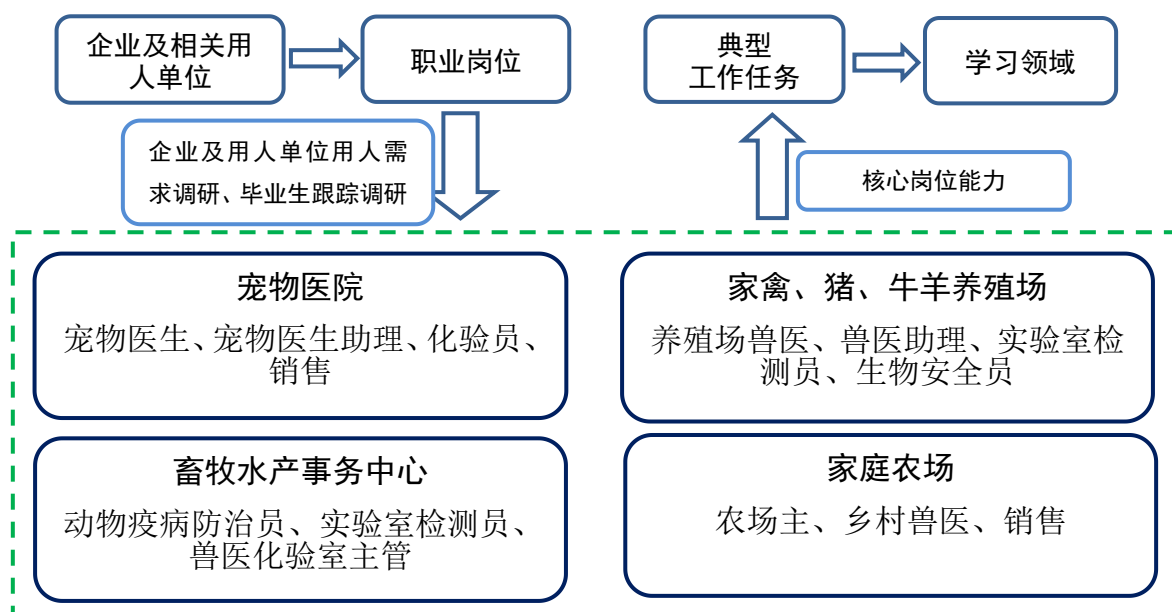 企业及相关用
人单位
职业岗位
典型
工作任务
学习领域
企业及用人单位用人需
求调研、毕业生跟踪调研
核心岗位能力
宠物医院
宠物医生、宠物医生助理、化验员、
销售
家禽、猪、牛羊养殖场
养殖场兽医、兽医助理、实验室检
测员、生物安全员
畜牧水产事务中心
动物疫病防治员、实验室检测员、
兽医化验室主管
家庭农场
农场主、乡村兽医、销售